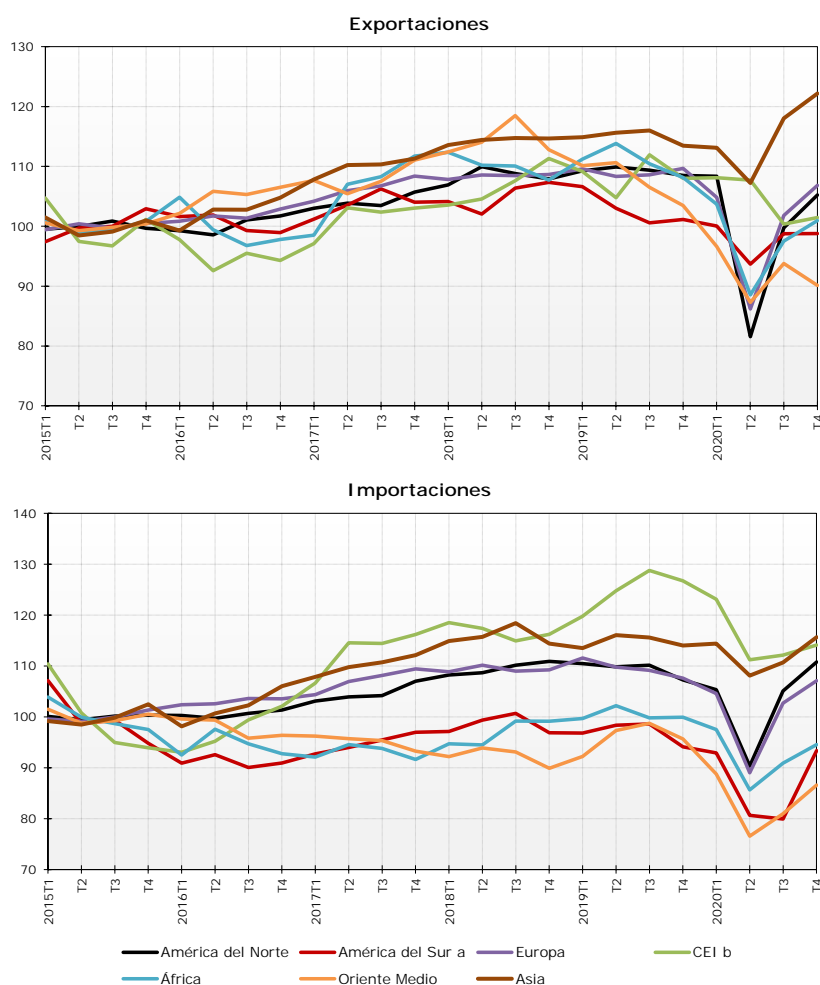 Exportaciones
130
120
110
100
90
80
70
2015T1 T2 T3 T4 2016T1 T2 T3 T4 2017T1 T2 T3 T4 2018T1 T2 T3 T4 2019T1 T2 T3 T4 2020T1 T2 T3 T4
Importaciones
140
130
120
110
100
90
80
70
2015T1 T2 T3 T4 2016T1 T2 T3 T4 2017T1 T2 T3 T4 2018T1 T2 T3 T4 2019T1 T2 T3 T4 2020T1 T2 T3 T4
América del Norte América del Sur a Europa CEI b
África Oriente Medio Asia